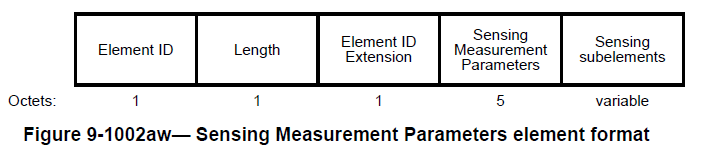 Element ID
Length
Element ID
Extension
Sensing
Measurement
Parameters
Sensing
subelements
Octets: 1 1 1 5 variable
Figure 9-1002aw— Sensing Measurement Parameters element format